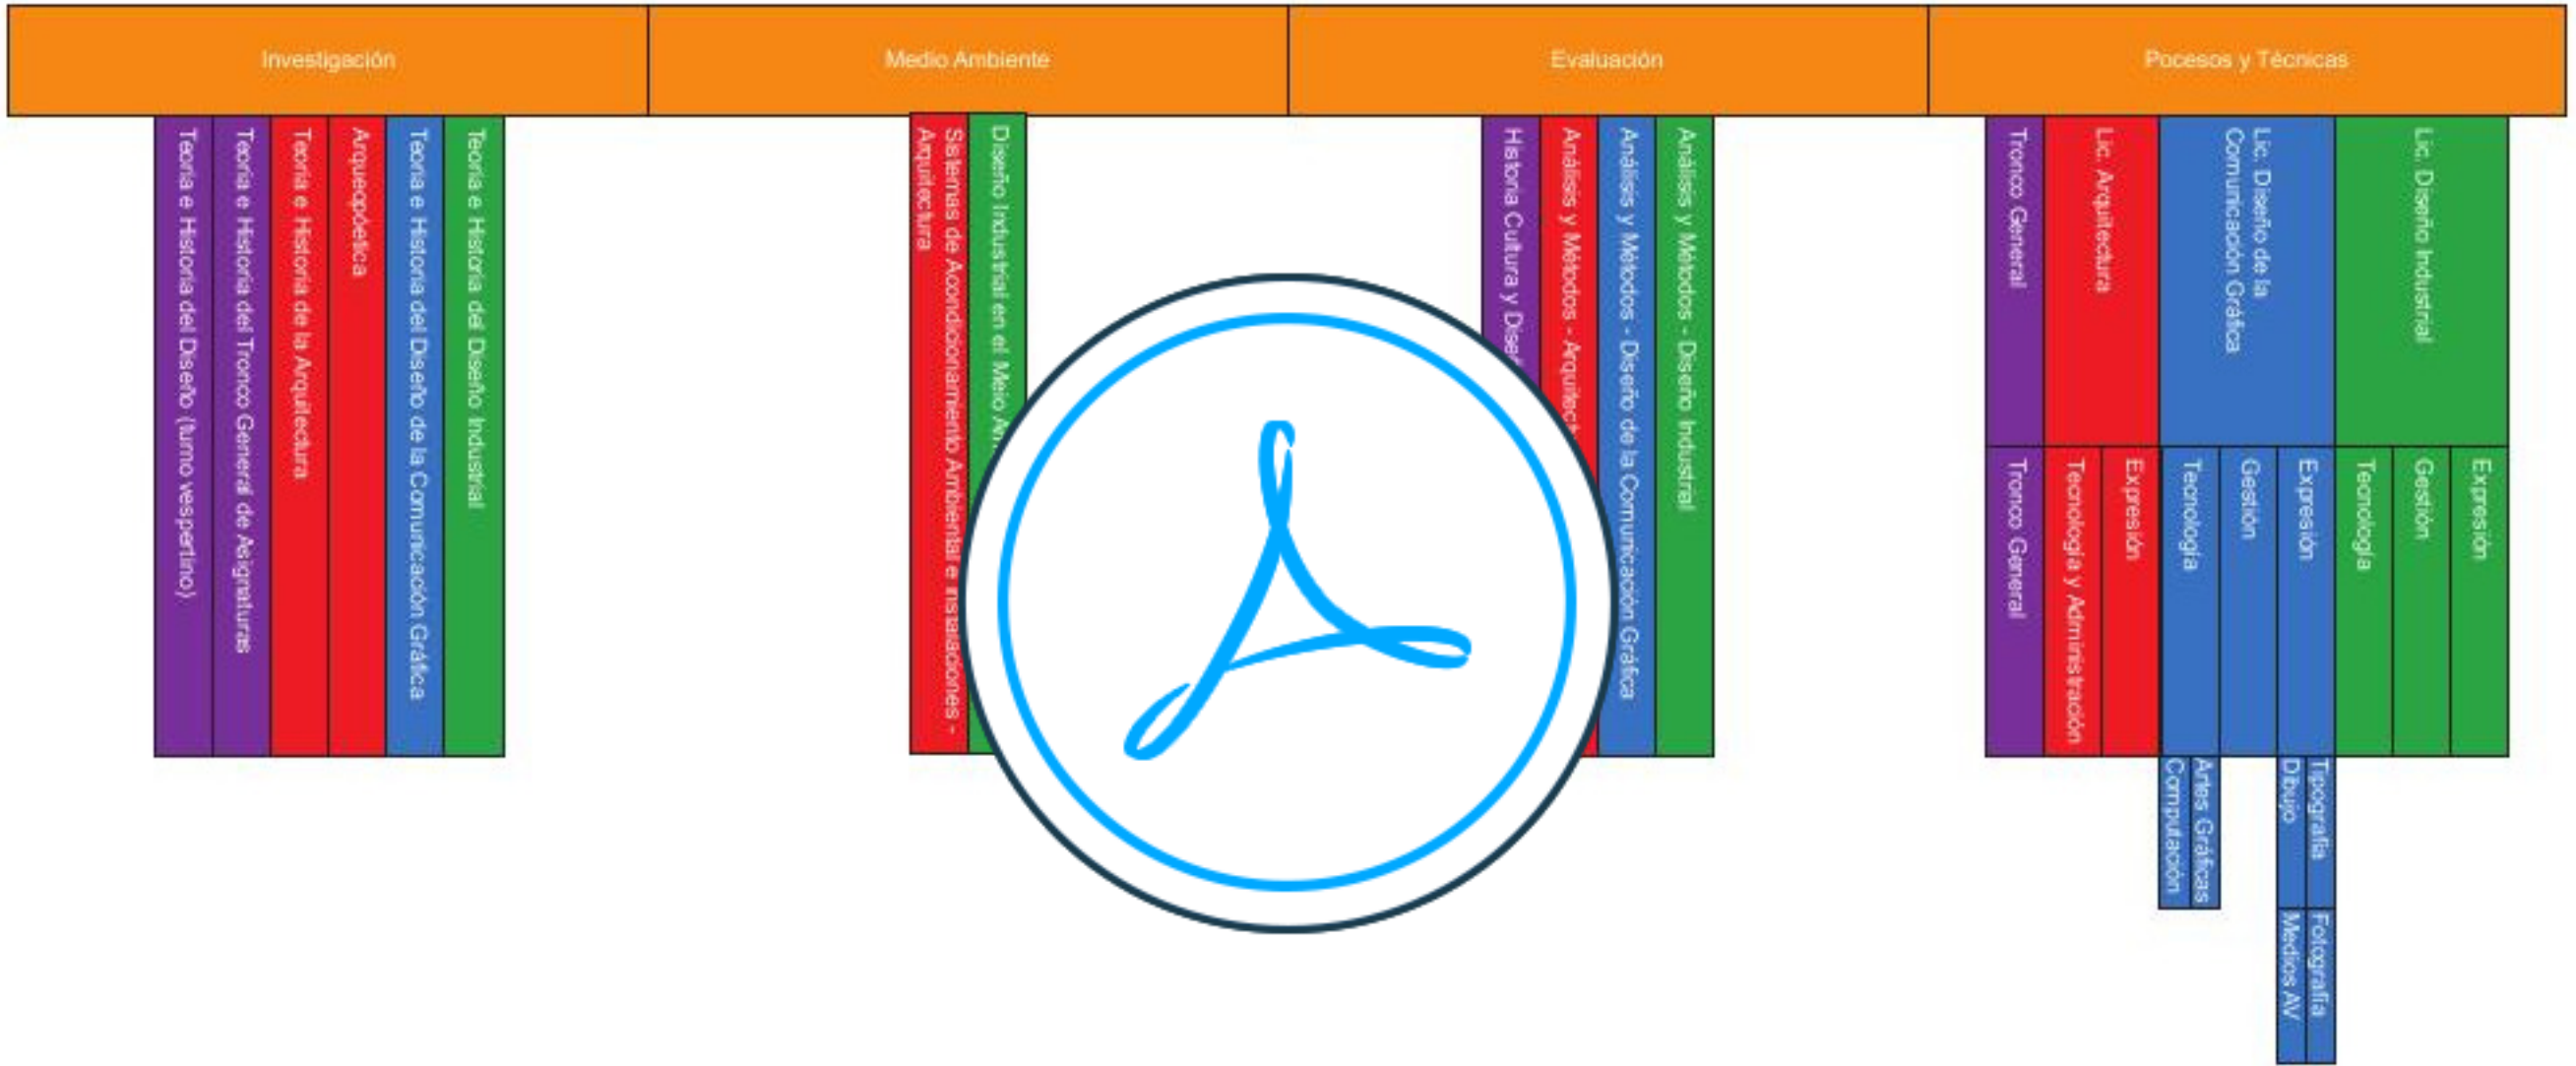 Investigación
Medio Ambiente
Evaluación
Pocesos y Técnicas
Teoría e Historia del Diseño (turno vespertino)
Teoría e Historia del Tronco General de Asignaturas
Teoría e Historia de la Arquitectura
Arqueopóetica
Teoría e Historia del Diseño de la Comunicación Gráfica
Teoría e Historia del Diseño Industrial
Sistemas de Acondicionamiento Ambiental e instalaciones -
Arquitectura
Diseño Industrial en el Meio
Historia Cultura y
Análisis y Métodos -
Análisis y Métodos - Diseño de la Comunicación Gráfica
Análisis y Métodos - Diseño Industrial
Tronco General
Lic. Arquitectura
Lic. Diseño de la
Comunicación Gráfica
Lic. Diseño Industrial
Tronco General
Tecnología y Administración
Expresión
Tecnología
Gestión
Expresión
Tecnología
Gestión
Expresión
Artes Gráficas
Computación
Tipografía
Dibujo
Fotografía
Medios AV